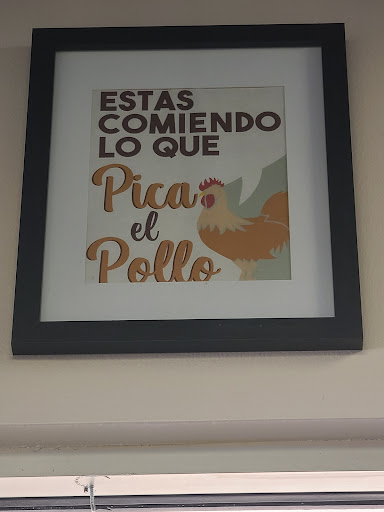 ESTAS
COMIENDO
LO QUE
Pica
el
Pollo